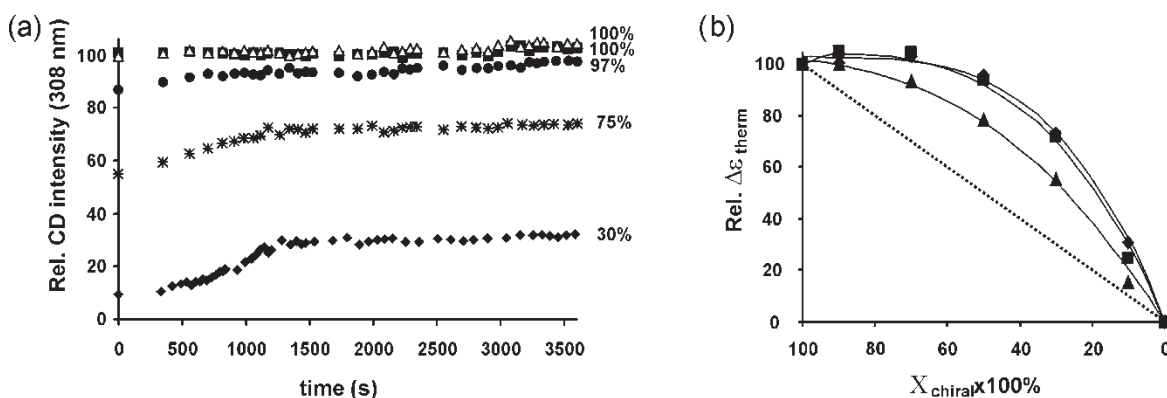 (a)
Rel. CD intensity (308 nm)
100
80
60
40
20
0
0 500 1000 1500 2000 2500 3000 3500
time (s)
100%
100%
97%
75%
30%
(b)
Rel. Δε therm
100
80
60
40
20
0
100 80 60 40 20 0
X chiral x100%